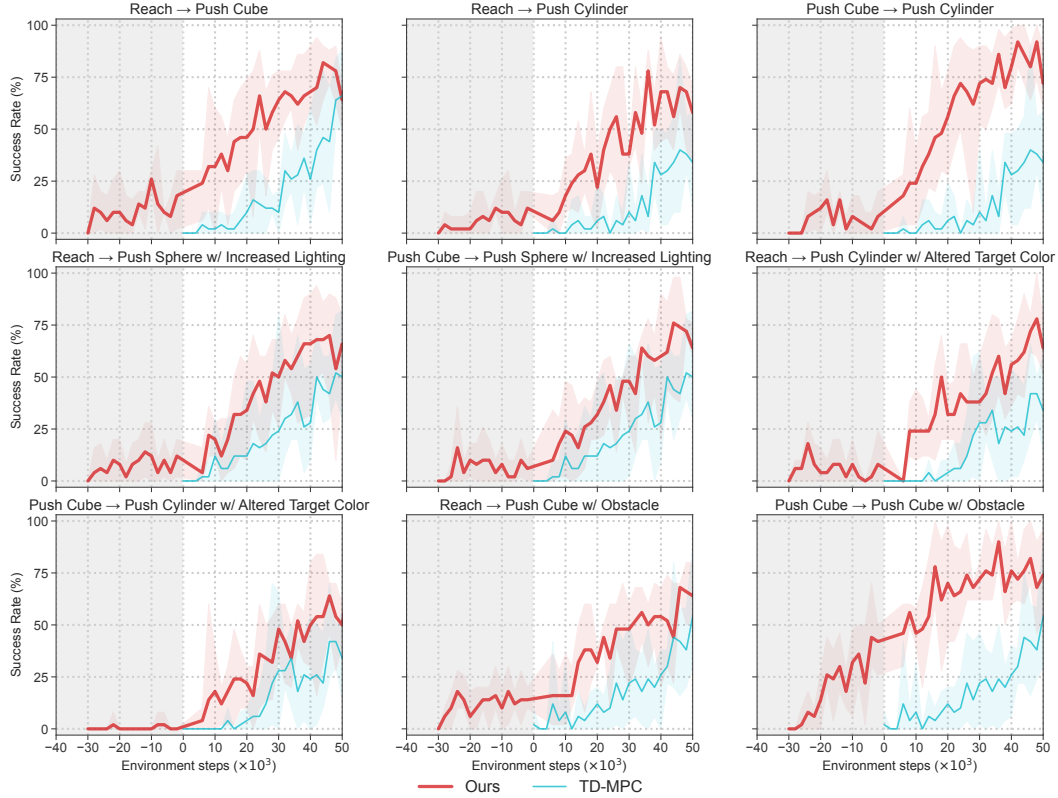 Reach → Push Cube
Reach → Push Cylinder
Push Cube → Push Cylinder
100
75
50
25
0
Success Rate (%)
Reach → Push Sphere w/ Increased Lighting
Push Cube → Push Sphere w/ Increased Lighting
Reach → Push Cylinder w/ Altered Target Color
100
75
50
25
0
Success Rate (%)
Push Cube → Push Cylinder w/ Altered Target Color
Reach → Push Cube w/ Obstacle
Push Cube → Push Cube w/ Obstacle
100
75
50
25
0
Success Rate (%)
−40 −30 −20 −10 0 10 20 30 40 50
−40 −30 −20 −10 0 10 20 30 40 50
−40 −30 −20 −10 0 10 20 30 40 50
Environment steps (×10³)
Environment steps (×10³)
Environment steps (×10³)
Ours
TD-MPC